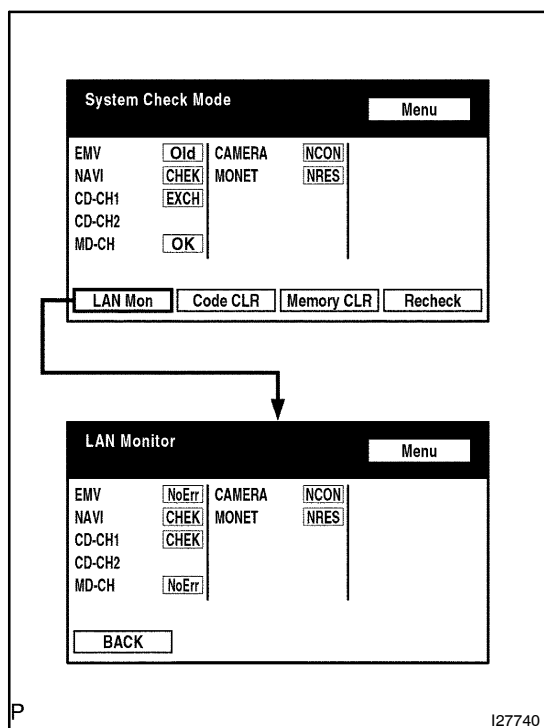 System Check Mode
Menu
EMV Old CAMERA NCON
NAVI CHEK MONET NRES
CD-CH1 EXCH
CD-CH2
MD-CH OK
LAN Mon Code CLR Memory CLR Recheck
LAN Monitor
Menu
EMV NoErr CAMERA NCON
NAVI CHEK MONET NRES
CD-CH1 CHEK
CD-CH2
MD-CH NoErr
BACK
P
I27740